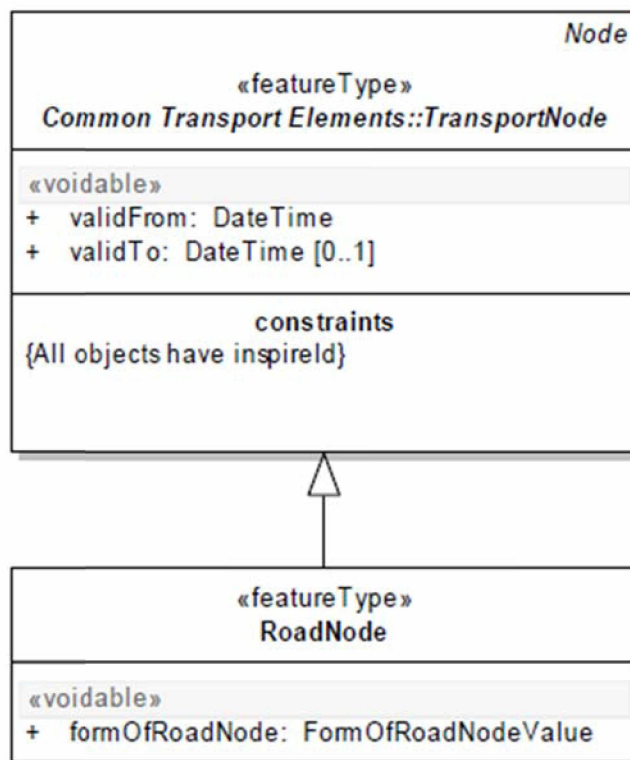 Node
«featureType»
Common Transport Elements::TransportNode
«voidable»
+ validFrom: DateTime
+ validTo: DateTime [0..1]
constraints
{All objects have inspireId}
«featureType»
RoadNode
«voidable»
+ formOfRoadNode: FormOfRoadNodeValue